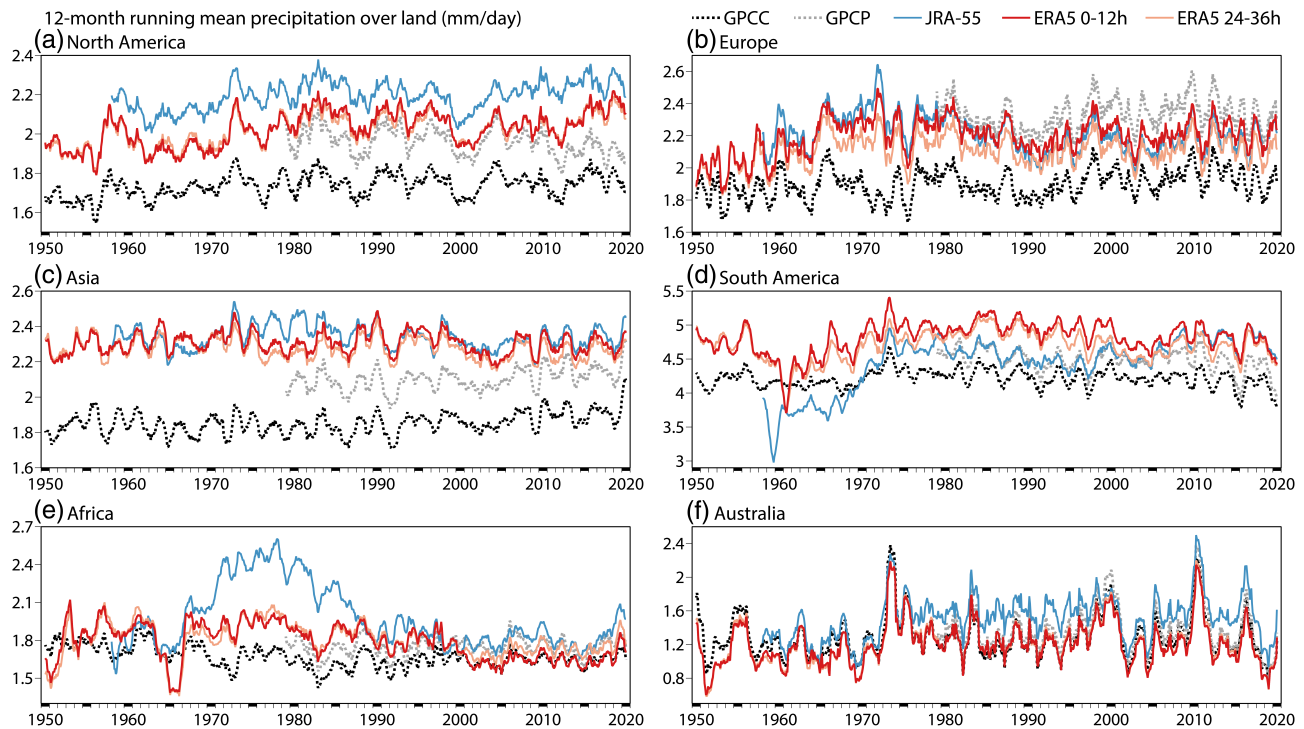 12-month running mean precipitation over land (mm/day)
GPCC GPCP JRA-55 ERA5 0-12h ERA5 24-36h
(a) North America
2.4
2.2
2
1.8
1.6
1950 1960 1970 1980 1990 2000 2010 2020
(b) Europe
2.6
2.4
2.2
2
1.8
1.6
1950 1960 1970 1980 1990 2000 2010 2020
(c) Asia
2.6
2.4
2.2
2
1.8
1.6
1950 1960 1970 1980 1990 2000 2010 2020
(d) South America
5.5
5
4.5
4
3.5
3
1950 1960 1970 1980 1990 2000 2010 2020
(e) Africa
2.7
2.4
2.1
1.8
1.5
1950 1960 1970 1980 1990 2000 2010 2020
(f) Australia
2.4
2
1.6
1.2
0.8
1950 1960 1970 1980 1990 2000 2010 2020